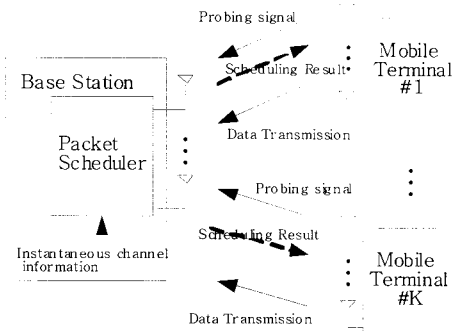 Probing signal
Mobile
Terminal
#1
Scheduling Result
Base Station
Data Transmission
Packet
Scheduler
Probing signal
Scheduling Result
Instantaneous channel
information
Mobile
Terminal
#K
Data Transmission